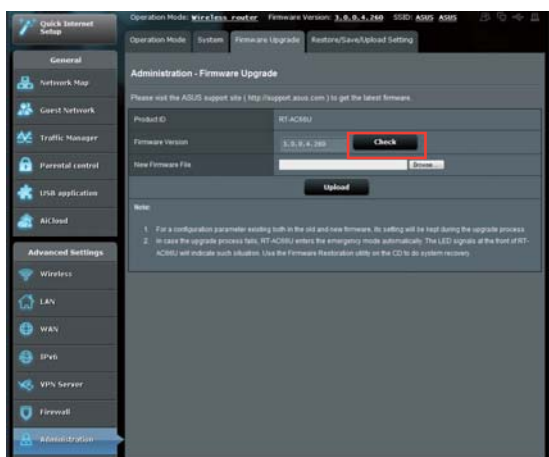 Quick Internet
Setup
Operation Mode: Wireless router Firmware Version: 3.0.0.4.260 SSID: ASUS ASUS
Operation Mode System Firmware Upgrade Restore/Save/Upload Setting
General
Network Map
Guest Network
Traffic Manager
Parental control
USB application
AiCloud
Advanced Settings
Wireless
LAN
WAN
IPv6
VPN Server
Firewall
Administration
Administration - Firmware Upgrade
Please visit the ASUS support site ( http://support.asus.com ) to get the latest firmware.
Product ID RT-AC66U
Firmware Version 3.0.0.4.260 Check
New Firmware File Browse...
Upload
Note:
1. For a configuration parameter existing both in the old and new firmware, its setting will be kept during the upgrade process.
2. In case the upgrade process fails, RT-AC66U enters the emergency mode automatically. The LED signals at the front of RT-
AC66U will indicate such situation. Use the Firmware Restoration utility on the CD to do system recovery.